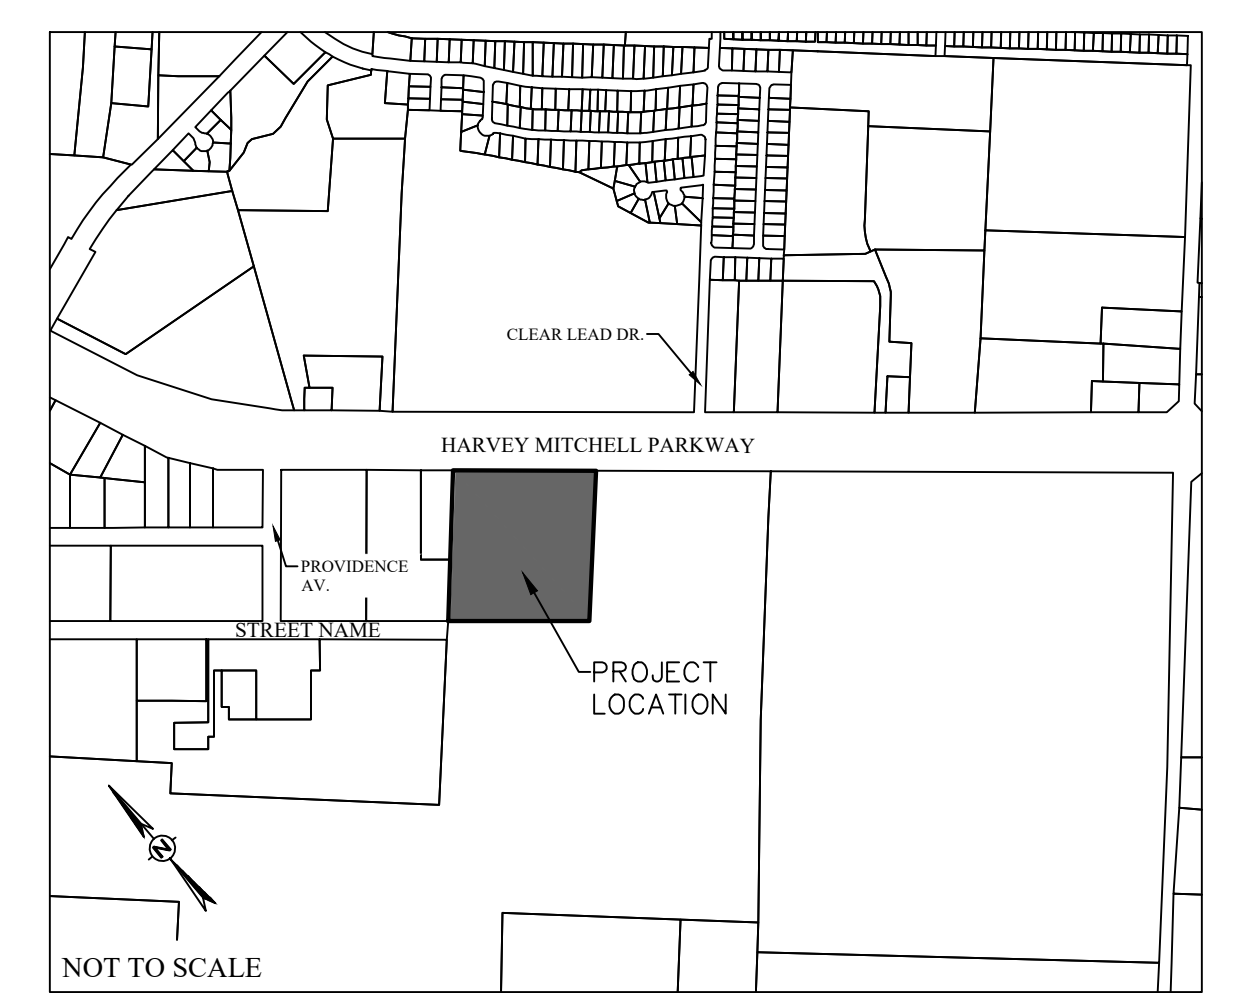 CLEAR LEAD DR.
HARVEY MITCHELL PARKWAY
PROVIDENCE
AV.
STREET NAME
PROJECT
LOCATION
N
NOT TO SCALE